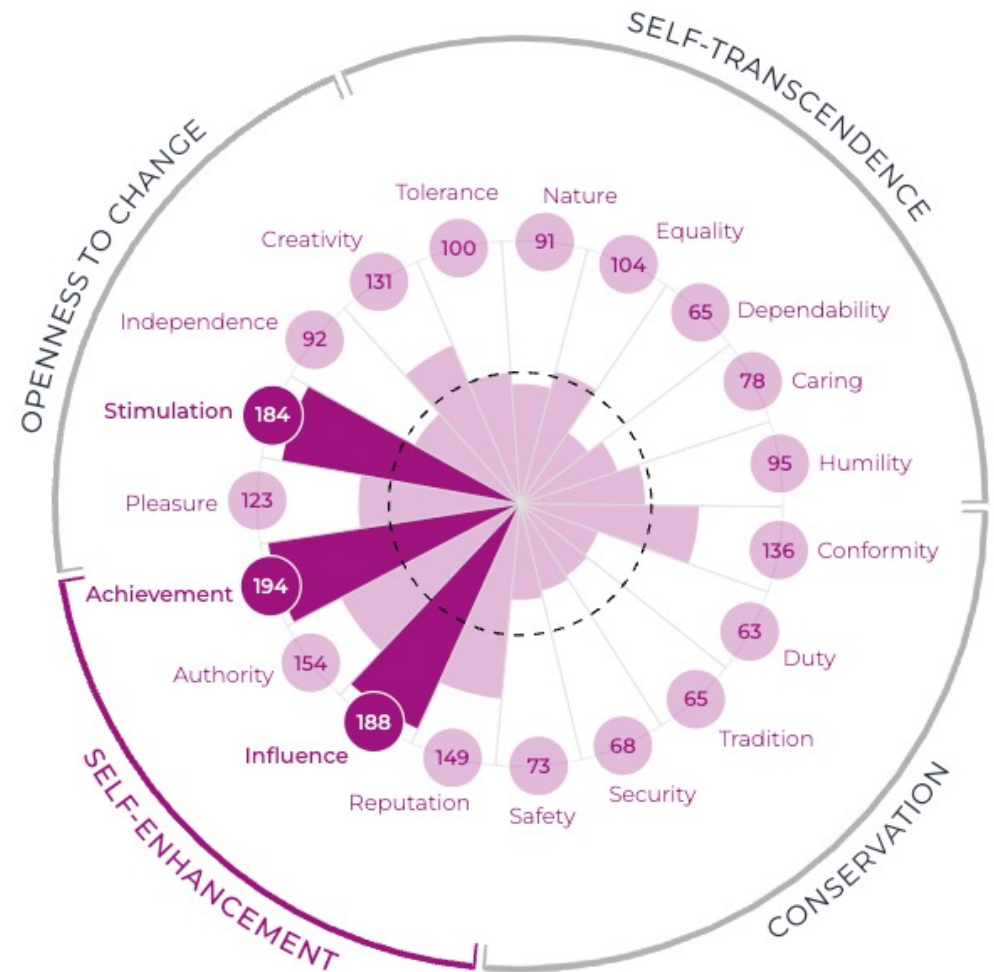 SELF-TRANSCENDENCE
OPENNESS TO CHANGE
Tolerance
100
Nature
91
Equality
104
Dependability
65
Caring
78
Humility
95
Conformity
136
Duty
63
Tradition
65
Security
68
Safety
73
Reputation
149
Influence
188
Authority
154
Achievement
194
Pleasure
123
Stimulation
184
Independence
92
Creativity
131
SELF-ENHANCEMENT
CONSERVATION